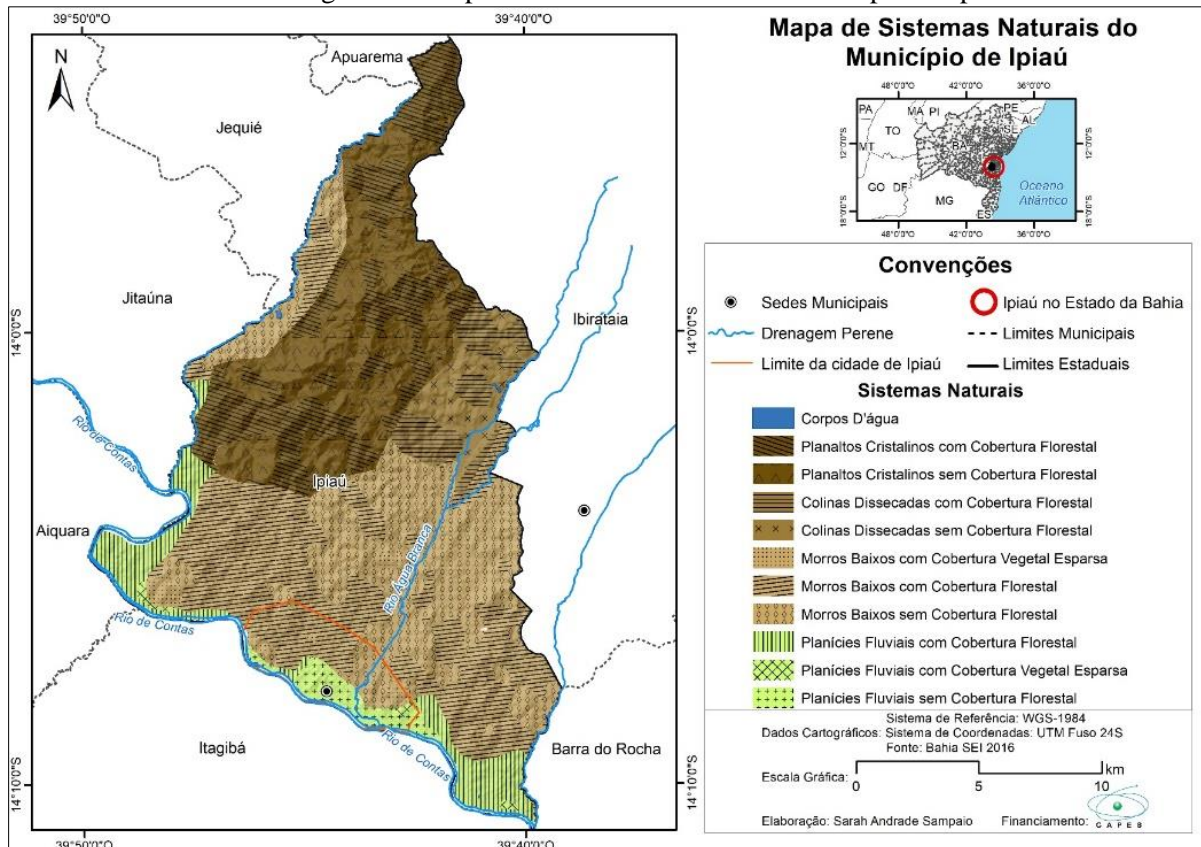 39°50'0"O
39°40'0"O
N
Apuarema
Jequié
Jitaúna
Ibirataia
14°0'0"S
14°0'0"S
Rio de Contas
Ipiaú
Aiquara
Rio Água Branca
Rio de Contas
Itagibá
Rio de Contas
Barra do Rocha
14°10'0"S
14°10'0"S
39°50'0"O
39°40'0"O
Mapa de Sistemas Naturais do
Município de Ipiaú
48°0'0"O
42°0'0"O
36°0'0"O
PA
MA
PI
PE
AL
SE
TO
BA
MT
GO
DF
MG
ES
Oceano
Atlântico
12°0'0"S
12°0'0"S
18°0'0"S
18°0'0"S
48°0'0"O
42°0'0"O
36°0'0"O
Convenções
Sedes Municipais
Ipiaú no Estado da Bahia
Drenagem Perene
Limites Municipais
Limite da cidade de Ipiaú
Limites Estaduais
Sistemas Naturais
Corpos D'água
Planaltos Cristalinos com Cobertura Florestal
Planaltos Cristalinos sem Cobertura Florestal
Colinas Dissecadas com Cobertura Florestal
Colinas Dissecadas sem Cobertura Florestal
Morros Baixos com Cobertura Vegetal Esparsa
Morros Baixos com Cobertura Florestal
Morros Baixos sem Cobertura Florestal
Planícies Fluviais com Cobertura Florestal
Planícies Fluviais com Cobertura Vegetal Esparsa
Planícies Fluviais sem Cobertura Florestal
Sistema de Referência: WGS-1984
Dados Cartográficos: Sistema de Coordenadas: UTM Fuso 24S
Fonte: Bahia SEI 2016
Escala Gráfica:
0 5 10 km
Elaboração: Sarah Andrade Sampaio
Financiamento:
CAPES